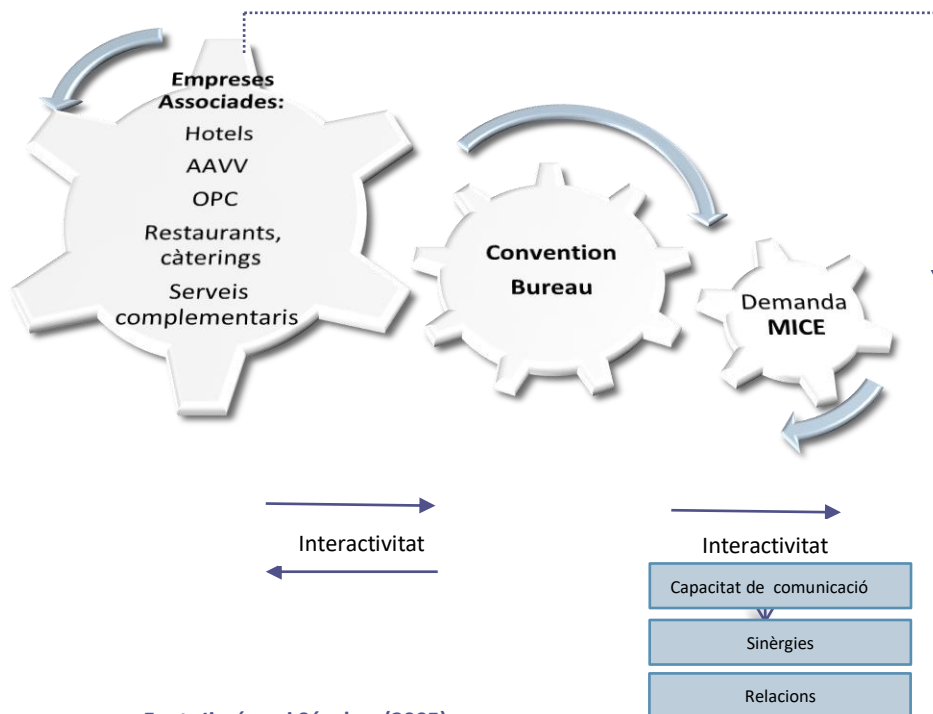 Empreses
Associades:
Hotels
AAVV
OPC
Restaurants,
càterings
Serveis
complementaris
Convention
Bureau
Demanda
MICE
Interactivitat
Interactivitat
Capacitat de comunicació
Sinèrgies
Relacions